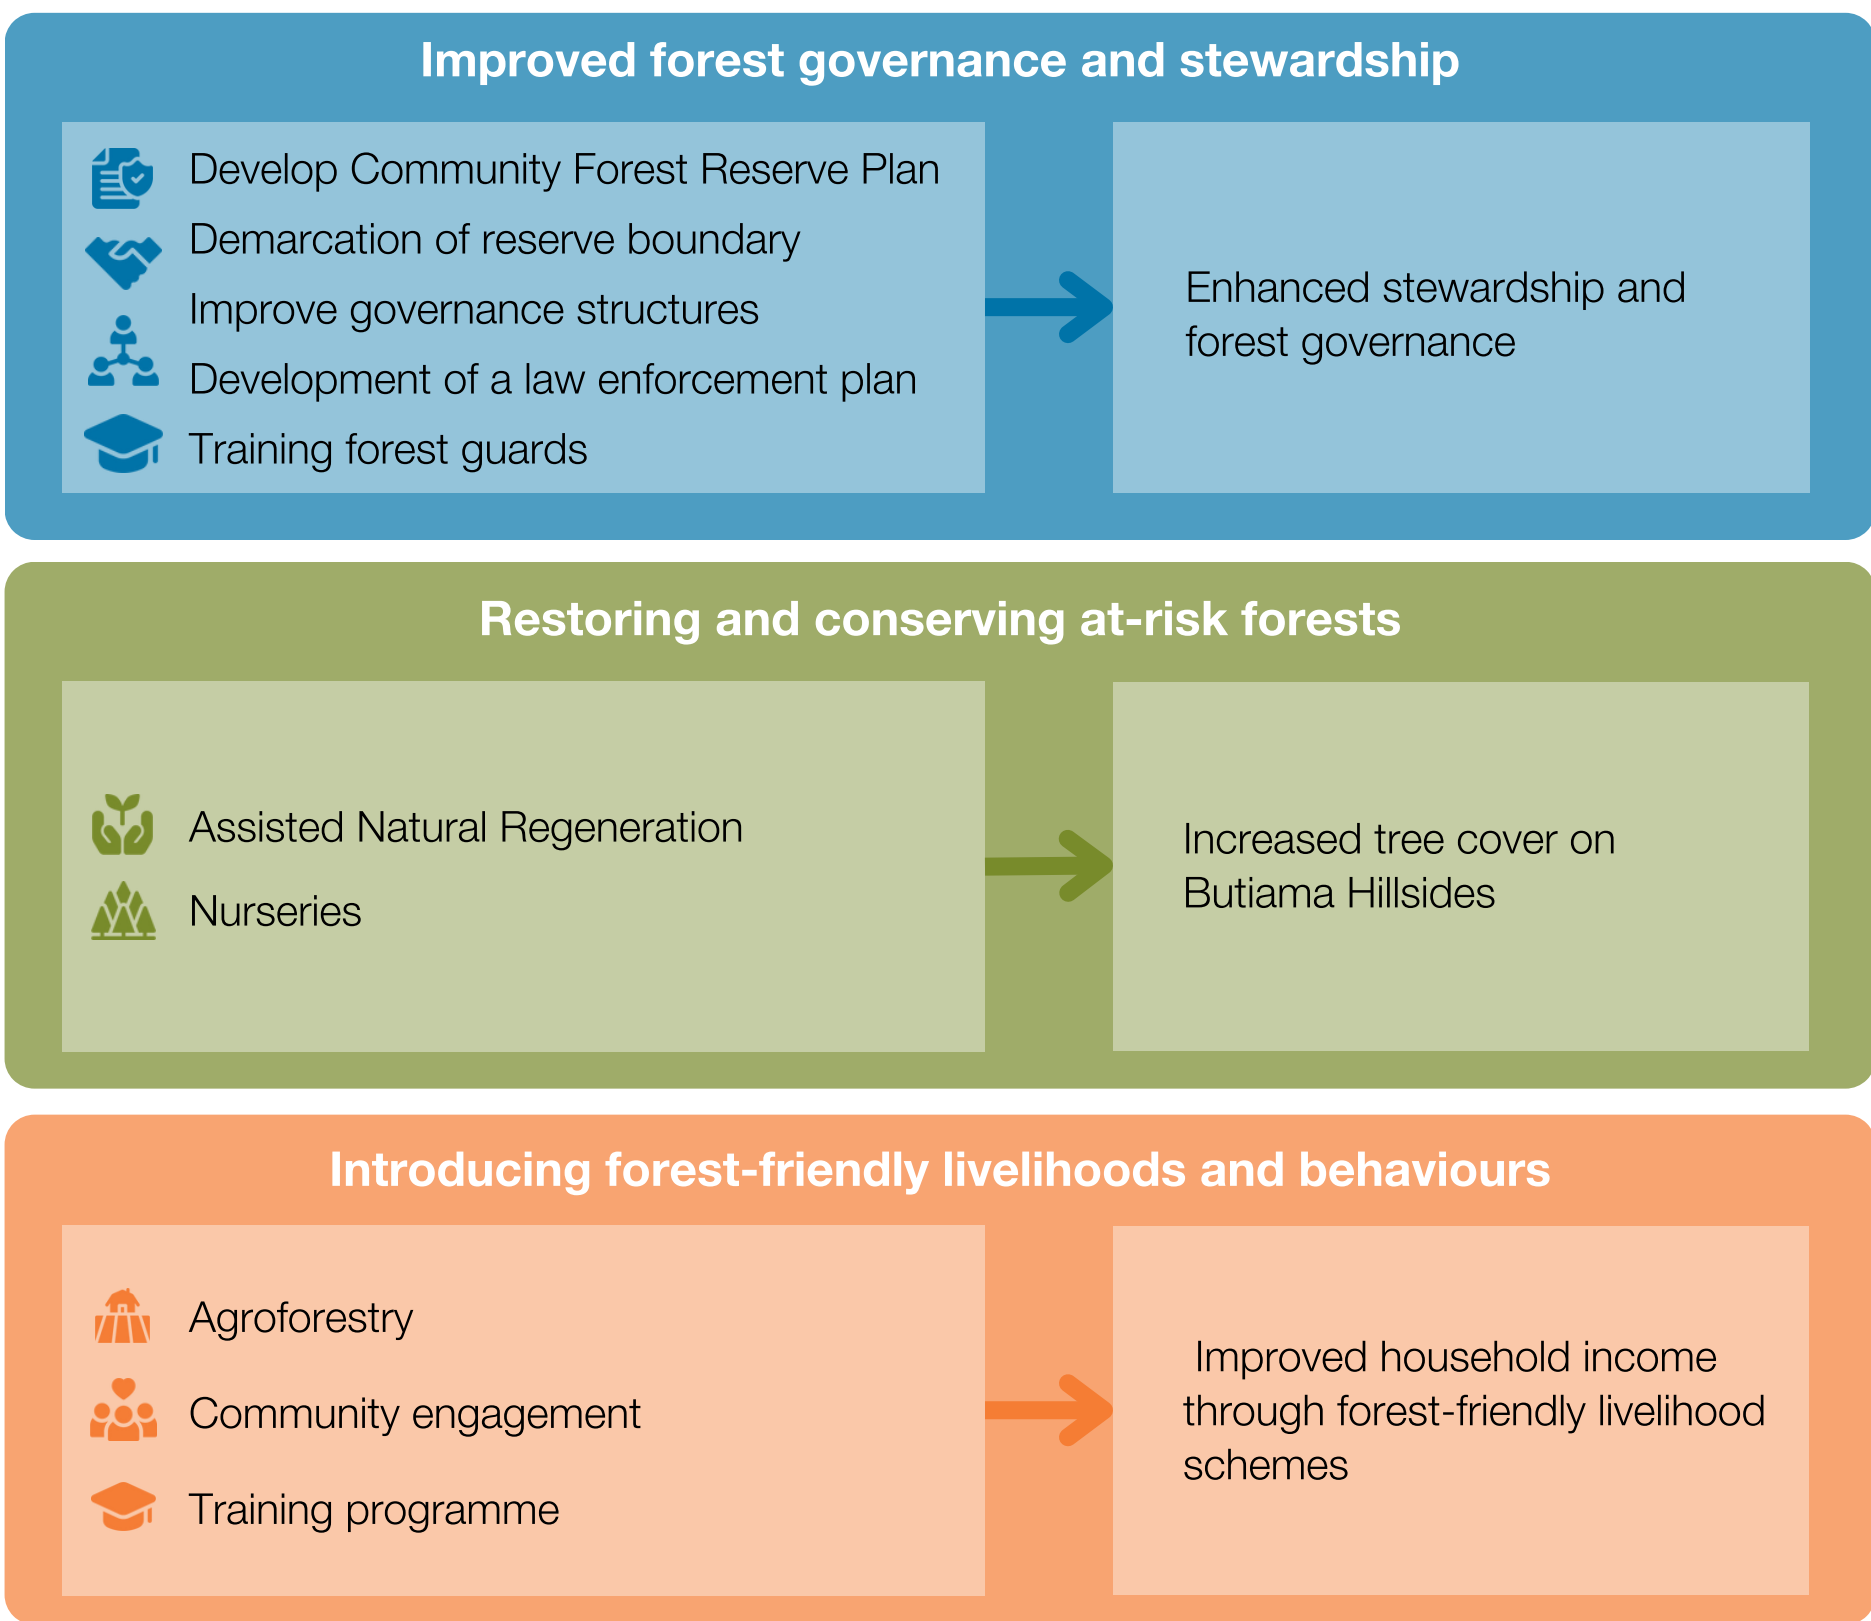 Improved forest governance and stewardship
Develop Community Forest Reserve Plan
Demarcation of reserve boundary
Improve governance structures
Development of a law enforcement plan
Training forest guards
Enhanced stewardship and
forest governance
Restoring and conserving at-risk forests
Assisted Natural Regeneration
Nurseries
Increased tree cover on
Butiama Hillsides
Introducing forest-friendly livelihoods and behaviours
Agroforestry
Community engagement
Training programme
Improved household income
through forest-friendly livelihood
schemes